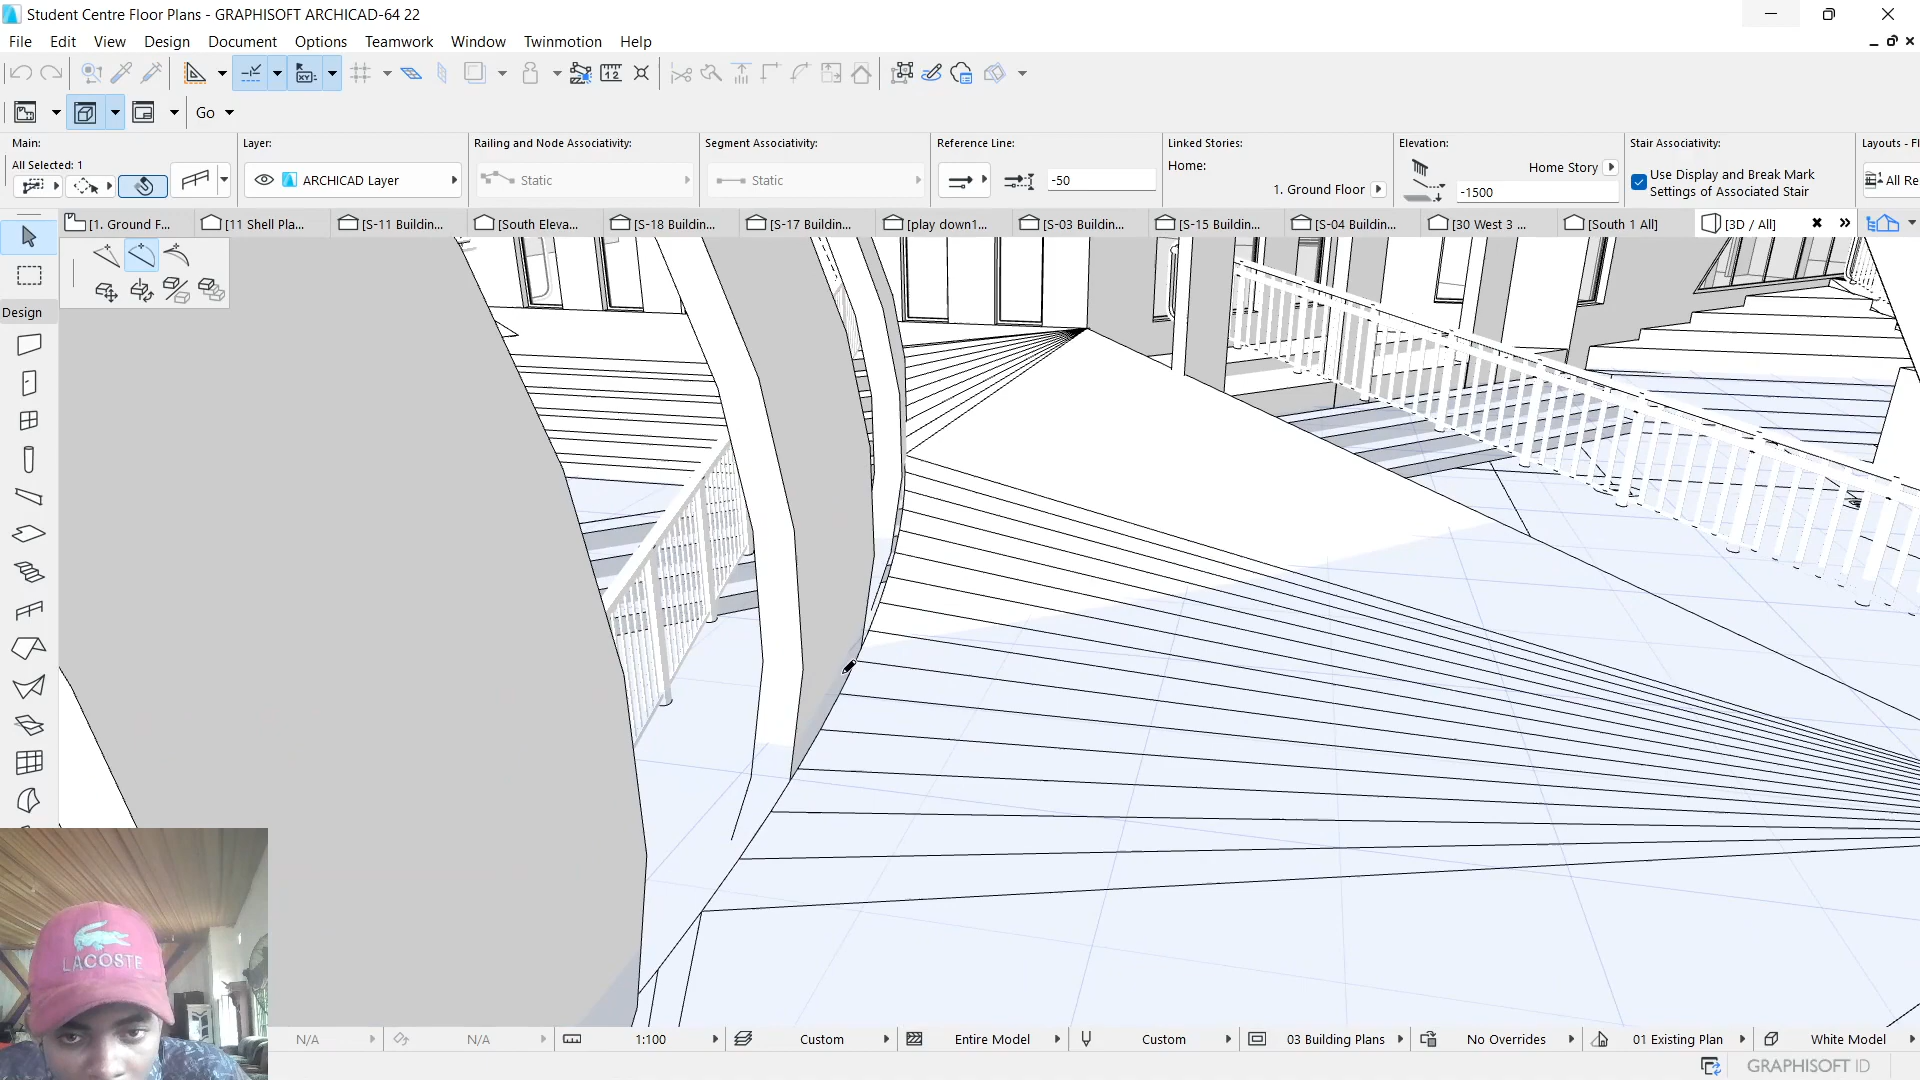 Student Centre Floor Plans - GRAPHISOFT ARCHICAD-64 22
File Edit View Design Document Options Teamwork Window Twinmotion Help
Go
Main:
All Selected: 1
Layer:
ARCHICAD Layer
Railing and Node Associativity:
Static
Segment Associativity:
Static
Reference Line:
-50
Linked Stories:
Home:
1. Ground Floor
Elevation:
Home Story
-1500
Stair Associativity:
Use Display and Break Mark
Settings of Associated Stair
Layouts - Fl
All Re
[1. Ground F... [11 Shell Pla... [S-11 Buildin... [South Eleva... [S-18 Buildin... [S-17 Buildin... [play down1... [S-03 Buildin... [S-15 Buildin... [S-04 Buildin... [30 West 3 ... [South 1 All] [3D / All]
Design
LACOSTE
N/A N/A 1:100 Custom Entire Model Custom 03 Building Plans No Overrides 01 Existing Plan White Model
GRAPHISOFT ID